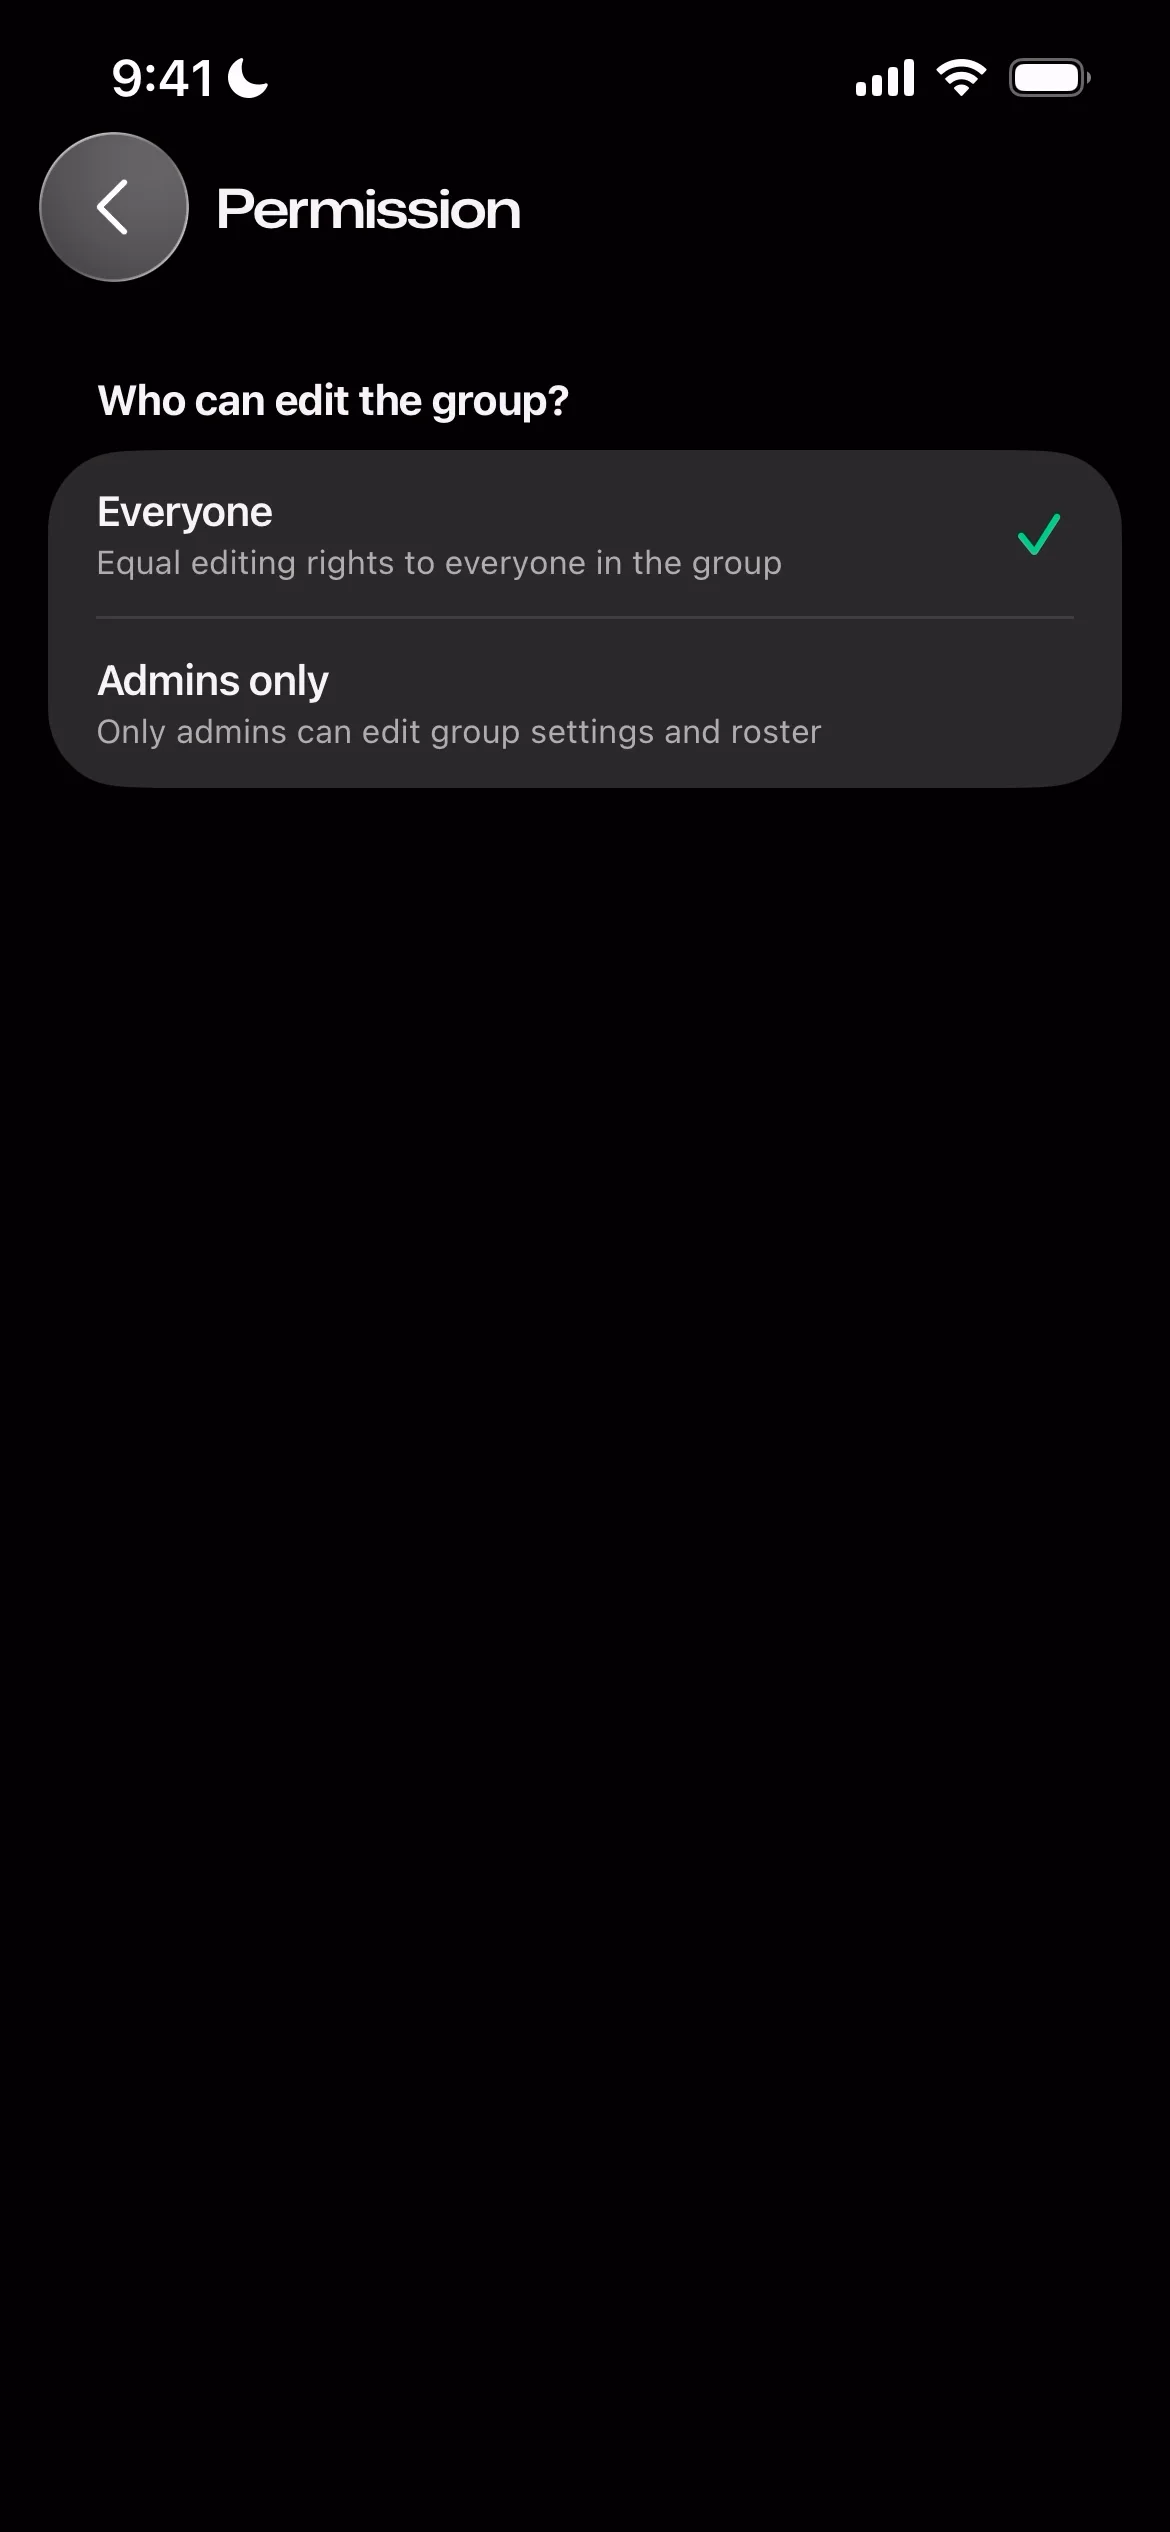 9:41
Permission
Who can edit the group?
Everyone
Equal editing rights to everyone in the group
Admins only
Only admins can edit group settings and roster